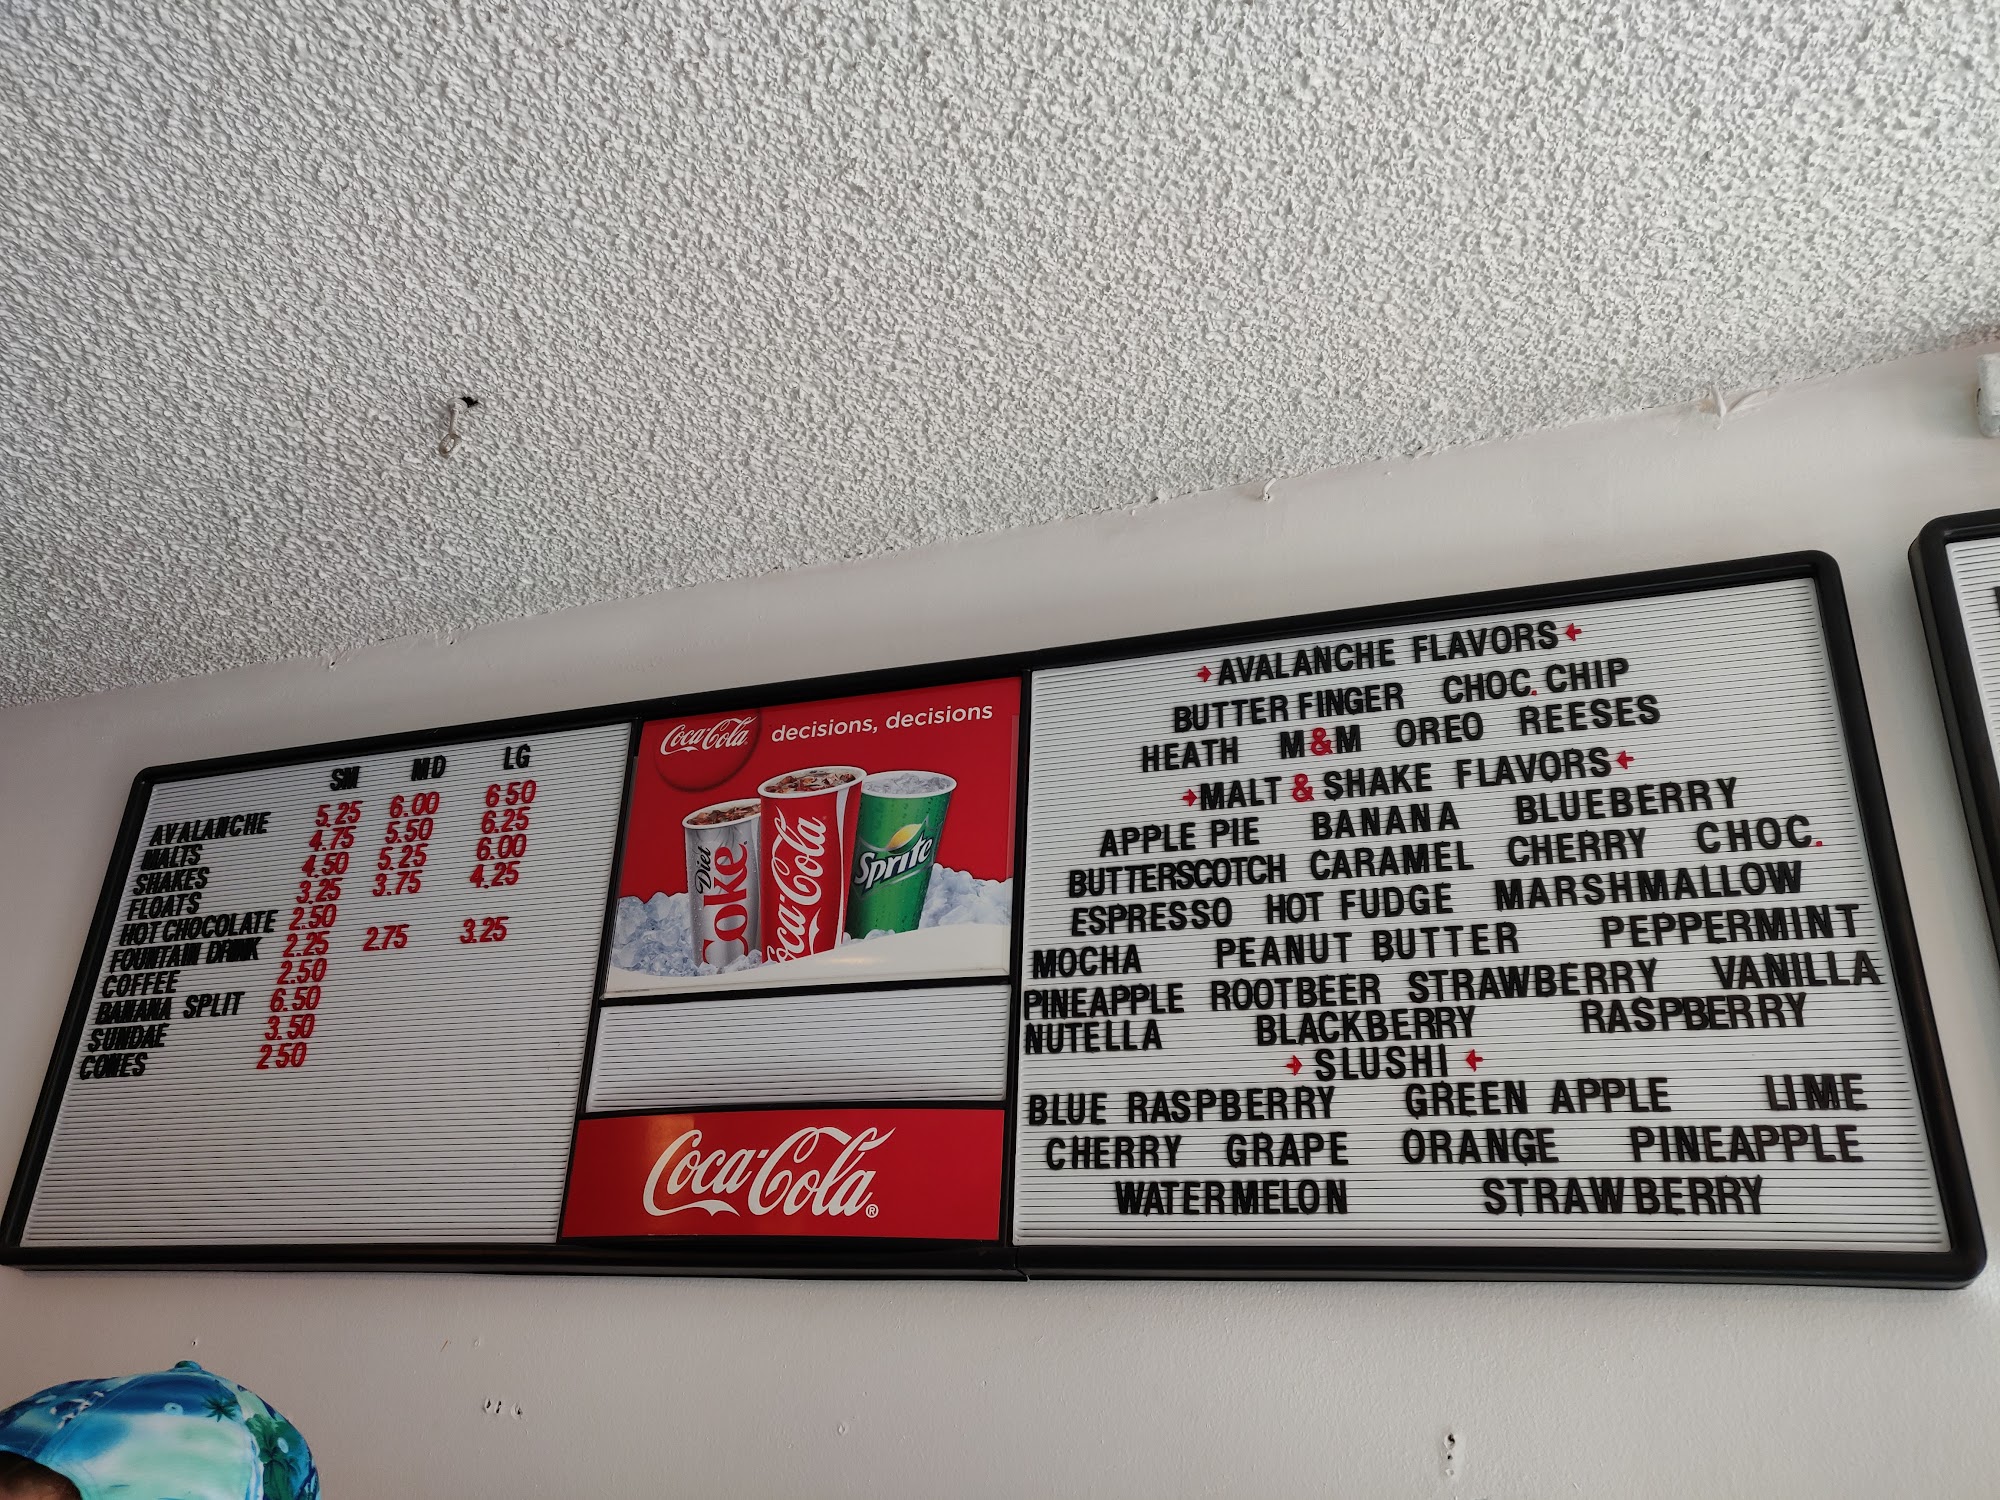 SM MD LG
AVALANCHE 5.25 6.00 6 50
MALTS 4.75 5.50 6.25
SHAKES 4.50 5.25 6.00
FLOATS 3.25 3.75 4.25
HOT CHOCOLATE 2.50
FOUNTAIN DRINK 2.25 2.75 3.25
COFFEE 2.50
BANANA SPLIT 6.50
SUNDAE 3.50
CONES 2 50
Coca-Cola decisions, decisions
Diet Coke
Coca-Cola
Sprite
Coca-Cola®
AVALANCHE FLAVORS
BUTTERFINGER CHOC. CHIP
HEATH M&M OREO REESES
MALT & SHAKE FLAVORS
APPLE PIE BANANA BLUEBERRY
BUTTERSCOTCH CARAMEL CHERRY CHOC.
ESPRESSO HOT FUDGE MARSHMALLOW
MOCHA PEANUT BUTTER PEPPERMINT
PINEAPPLE ROOTBEER STRAWBERRY VANILLA
NUTELLA BLACKBERRY RASPBERRY
SLUSHI
BLUE RASPBERRY GREEN APPLE LIME
CHERRY GRAPE ORANGE PINEAPPLE
WATERMELON STRAWBERRY